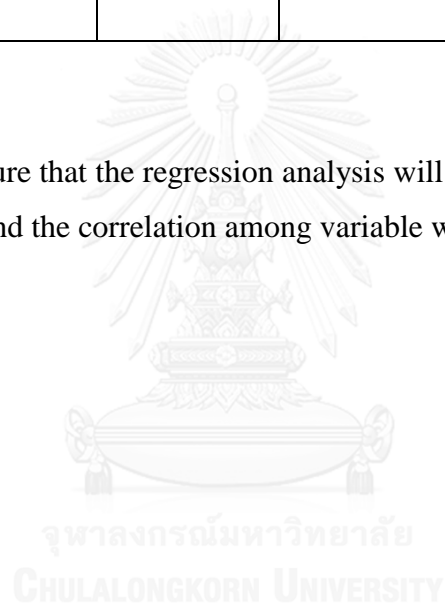 ure that the regression analysis will
nd the correlation among variable w
จุฬาลงกรณ์มหาวิทยาลัย
CHULALONGKORN UNIVERSITY